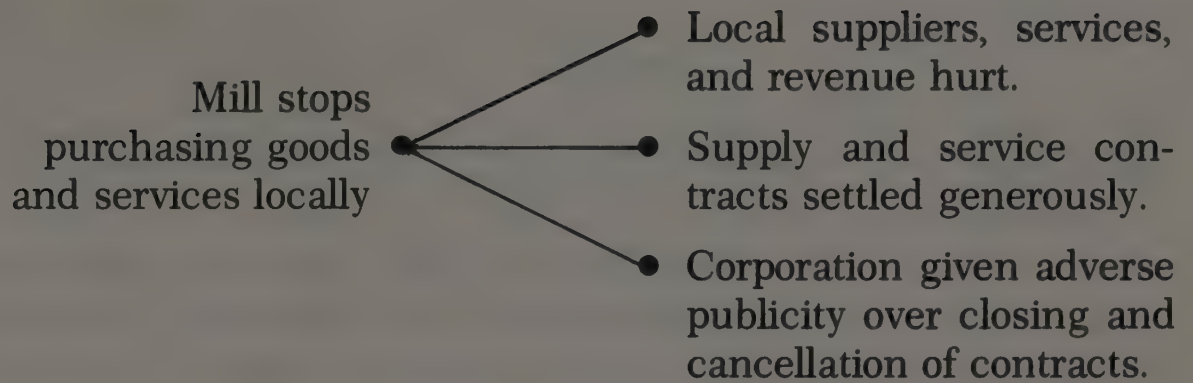 Mill stops
purchasing goods
and services locally
Local suppliers, services,
and revenue hurt.
Supply and service con-
tracts settled generously.
Corporation given adverse
publicity over closing and
cancellation of contracts.